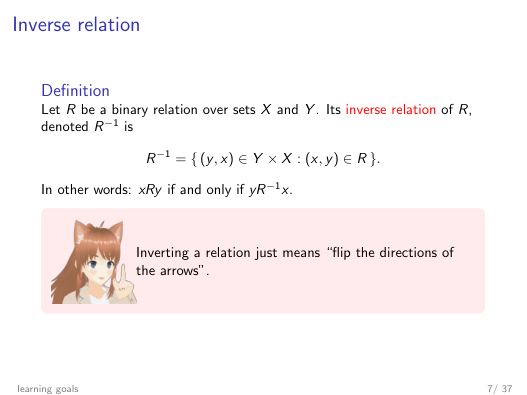 Inverse relation
Definition
Let R be a binary relation over sets X and Y. Its inverse relation of R,
denoted R⁻¹ is
R⁻¹ = { (y, x) ∈ Y × X : (x, y) ∈ R }.
In other words: xRy if and only if yR⁻¹x.
Inverting a relation just means “flip the directions of
the arrows”.
learning goals
7/ 37